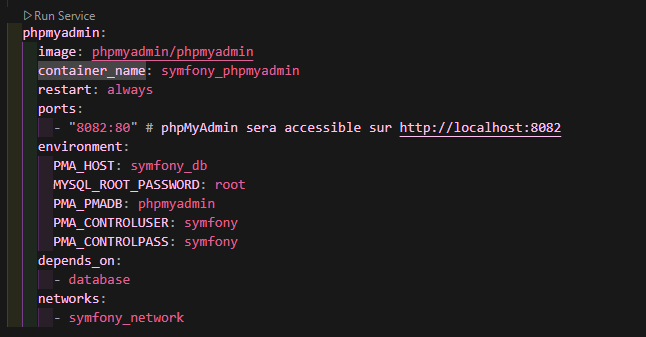 Run Service
phpmyadmin:
image: phpmyadmin/phpmyadmin
container_name: symfony_phpmyadmin
restart: always
ports:
- "8082:80" # phpMyAdmin sera accessible sur http://localhost:8082
environment:
PMA_HOST: symfony_db
MYSQL_ROOT_PASSWORD: root
PMA_PMADB: phpmyadmin
PMA_CONTROLUSER: symfony
PMA_CONTROLPASS: symfony
depends_on:
- database
networks:
- symfony_network